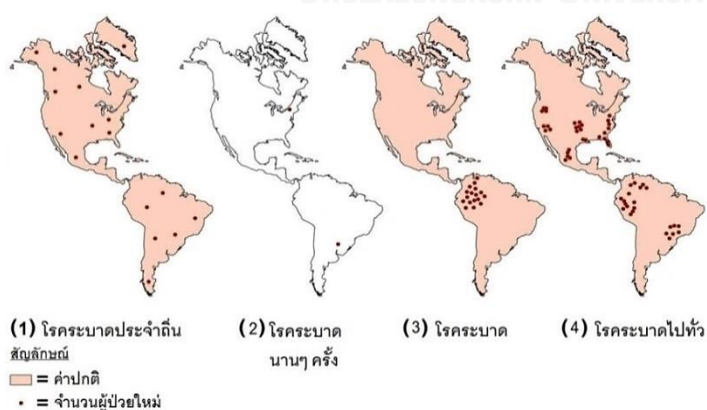 (1) โรคระบาดประจำถิ่น
(2) โรคระบาด
นานๆ ครั้ง
(3) โรคระบาด
(4) โรคระบาดไปทั่ว
สัญลักษณ์
= ค่าปกติ
= จำนวนผู้ป่วยใหม่